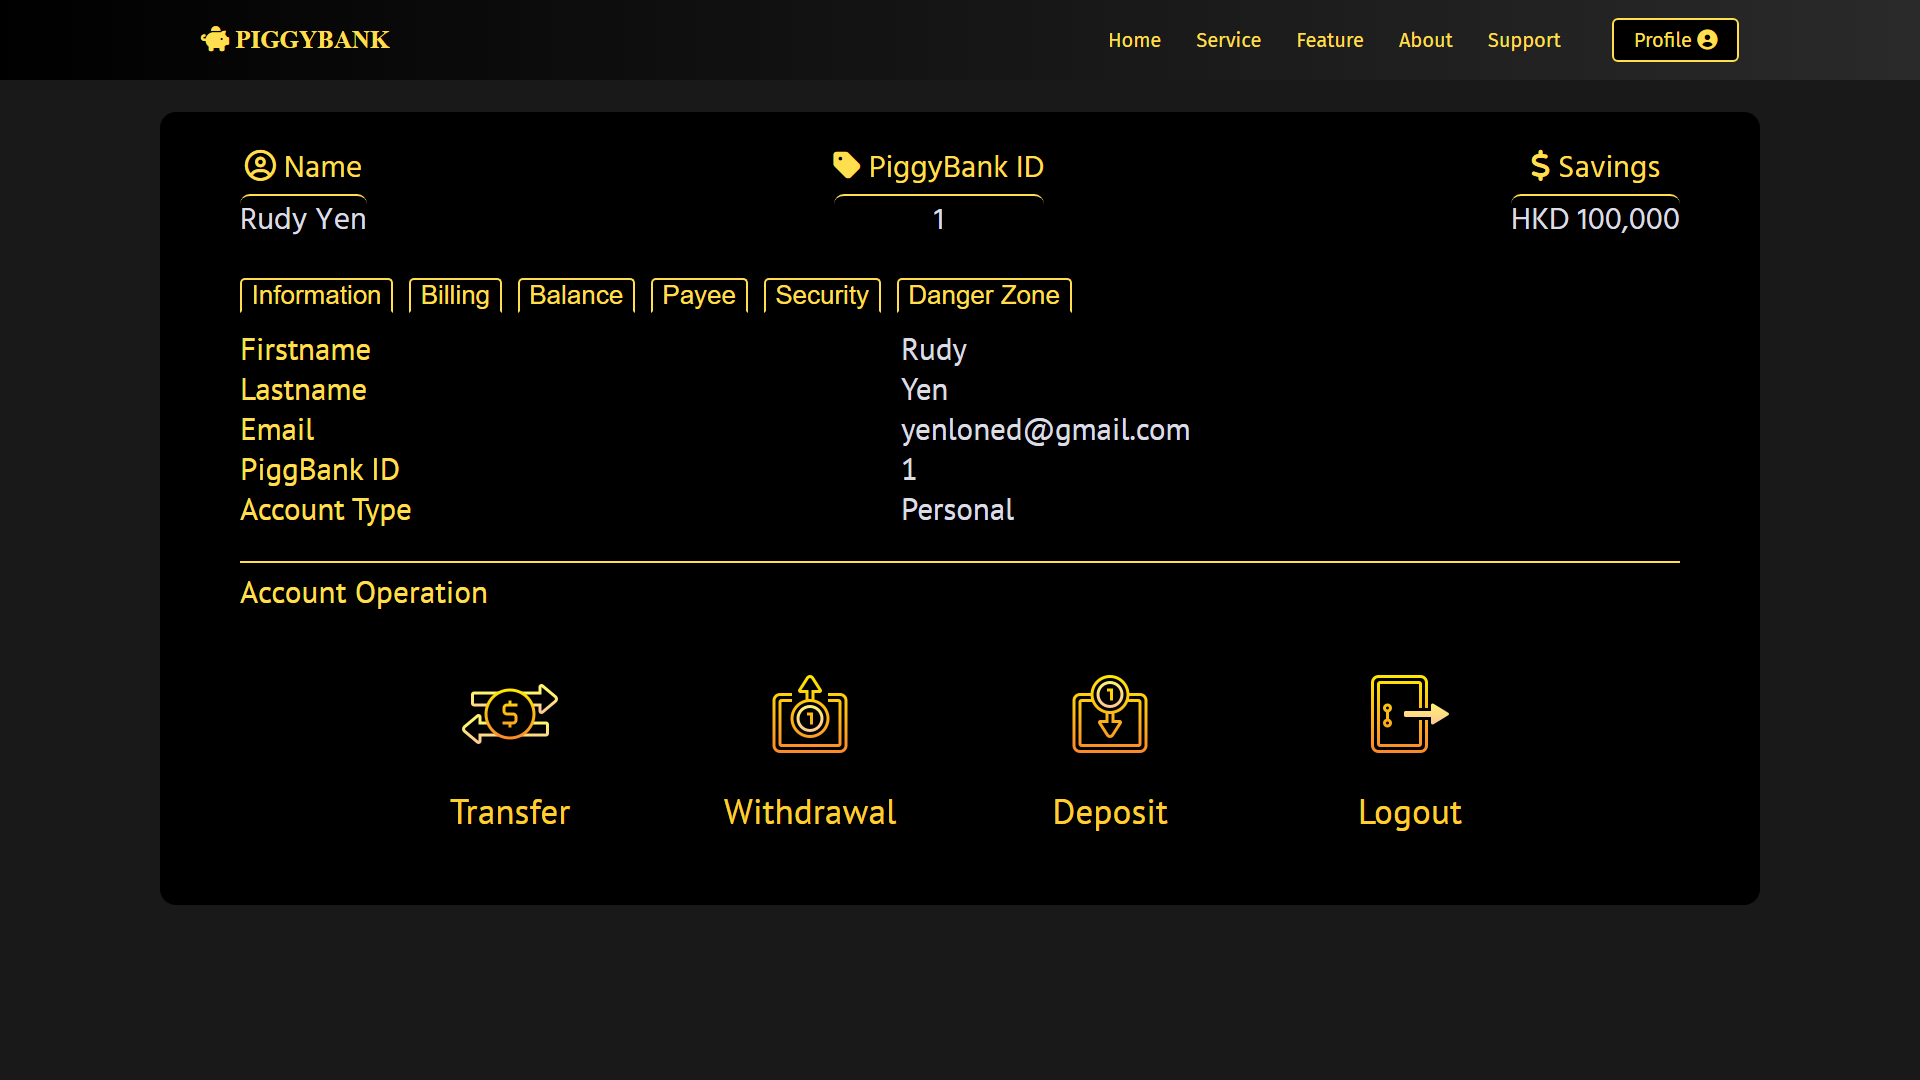 PIGGYBANK
Home Service Feature About Support Profile
Name PiggyBank ID $ Savings
Rudy Yen 1 HKD 100,000
Information Billing Balance Payee Security Danger Zone
Firstname Rudy
Lastname Yen
Email yenloned@gmail.com
PiggBank ID 1
Account Type Personal
Account Operation
$ 1 1
Transfer Withdrawal Deposit Logout